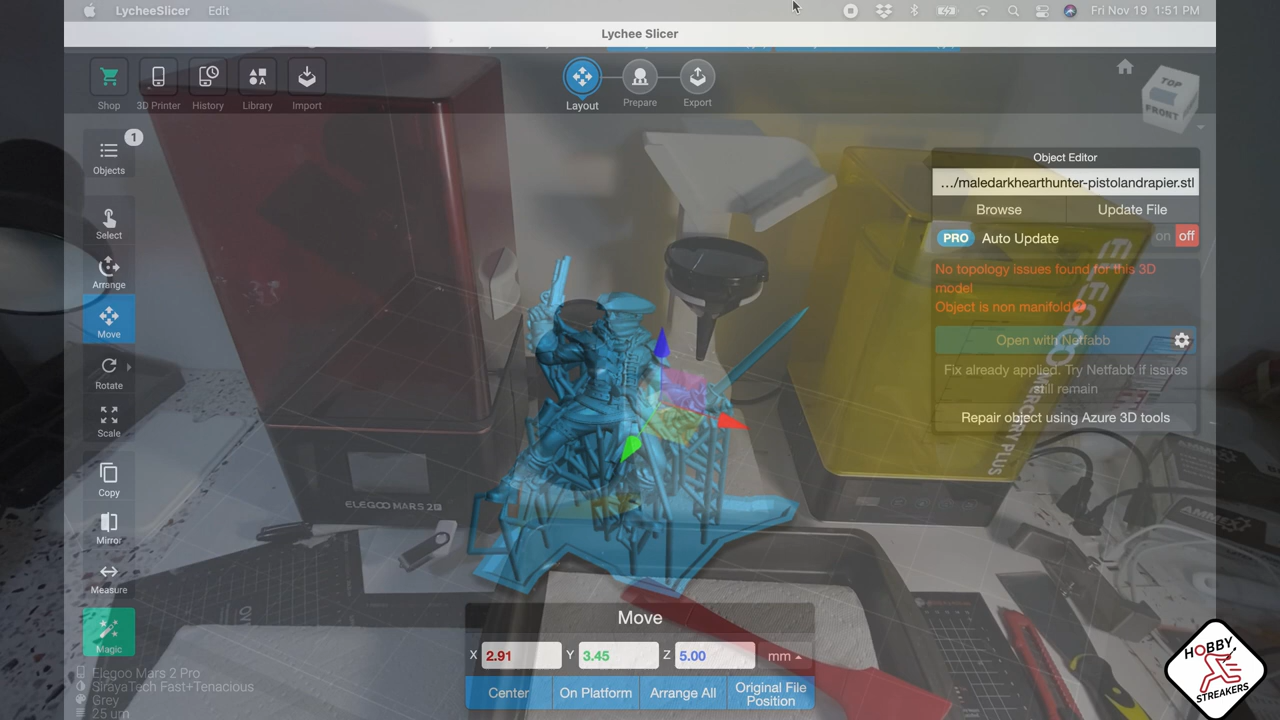 LycheeSlicer Edit Fri Nov 19 1:51 PM
Lychee Slicer
Shop 3D Printer History Library Import Layout Prepare Export
TOP
FRONT
1
Objects
Select
Arrange
Move
Rotate
Scale
Copy
Mirror
Measure
Magic
Elegoo Mars 2 Pro
SirayaTech Fast+Tenacious
Grey
25 um
Object Editor
.../maledarkhearthunter-pistolandrapier.stl
Browse Update File
PRO Auto Update on off
No topology issues found for this 3D
model
Object is non manifold
Open with Netfabb
Fix already applied. Try Netfabb if issues
still remain
Repair object using Azure 3D tools
ELEGOO
MERCURY PLUS
ELEGOO MARS 2
Move
X 2.91 Y 3.45 Z 5.00 mm
Center On Platform Arrange All Original File
Position
HOBBY
STREAKERS